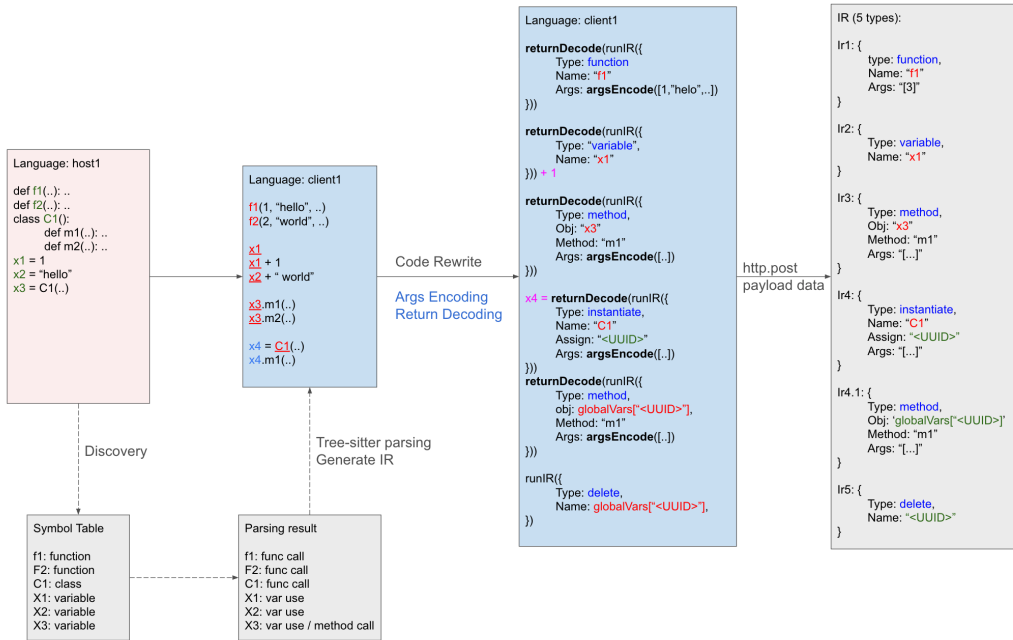 Language: host1
def f1(..): ..
def f2(..): ..
class C1():
def m1(..): ..
def m2(..): ..
x1 = 1
x2 = “hello”
x3 = C1(..)
Discovery
Symbol Table
f1: function
F2: function
C1: class
X1: variable
X2: variable
X3: variable
Parsing result
f1: func call
F2: func call
C1: func call
X1: var use
X2: var use
X3: var use / method call
Tree-sitter parsing
Generate IR
Language: client1
f1(1, “hello”, ..)
f2(2, “world”, ..)
x1
x1 + 1
x2 + “ world”
x3.m1(..)
x3.m2(..)
x4 = C1(..)
x4.m1(..)
Code Rewrite
Args Encoding
Return Decoding
Language: client1
returnDecode(runIR({
Type: function
Name: “f1”
Args: argsEncode([1,”helo”,..])
}))
returnDecode(runIR({
Type: “variable”,
Name: “x1”
})) + 1
returnDecode(runIR({
Type: method,
Obj: “x3”
Method: “m1”
Args: argsEncode([..])
}))
x4 = returnDecode(runIR({
Type: instantiate,
Name: “C1”
Assign: “<UUID>”
Args: argsEncode([..])
}))
returnDecode(runIR({
Type: method,
obj: globalVars[“<UUID>”],
Method: “m1”
Args: argsEncode([..])
}))
runIR({
Type: delete,
Name: globalVars[“<UUID>”],
})
http.post
payload data
IR (5 types):
Ir1: {
type: function,
Name: “f1”
Args: “[3]”
}
Ir2: {
Type: variable,
Name: “x1”
}
Ir3: {
Type: method,
Obj: “x3”
Method: “m1”
Args: “[...]”
}
Ir4: {
Type: instantiate,
Name: “C1”
Assign: “<UUID>”
Args: “[...]”
}
Ir4.1: {
Type: method,
Obj: ‘globalVars[“<UUID>]’
Method: “m1”
Args: “[...]”
}
Ir5: {
Type: delete,
Name: “<UUID>”
}